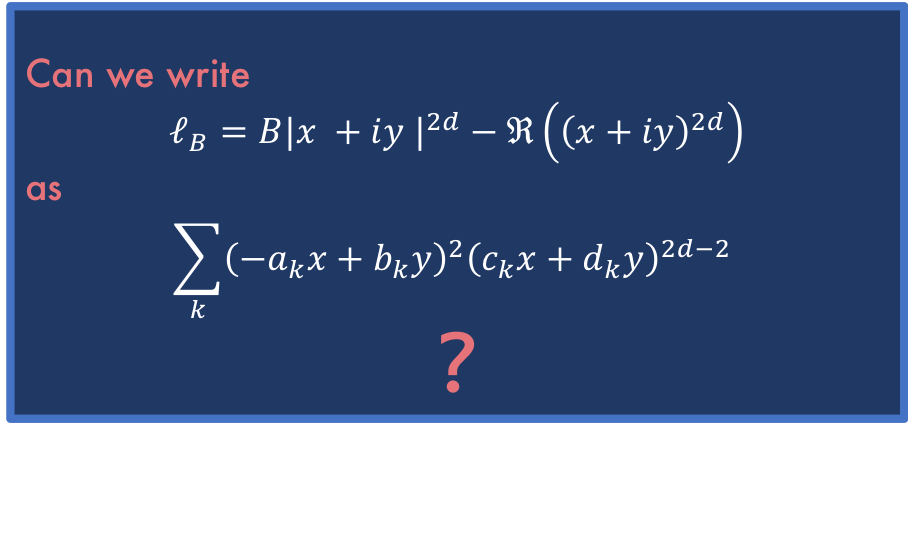 Can we write
ℓ_B = B|x + iy |^{2d} − ℜ((x + iy)^{2d})
as
∑_k (−a_k x + b_k y)^2 (c_k x + d_k y)^{2d−2}
?